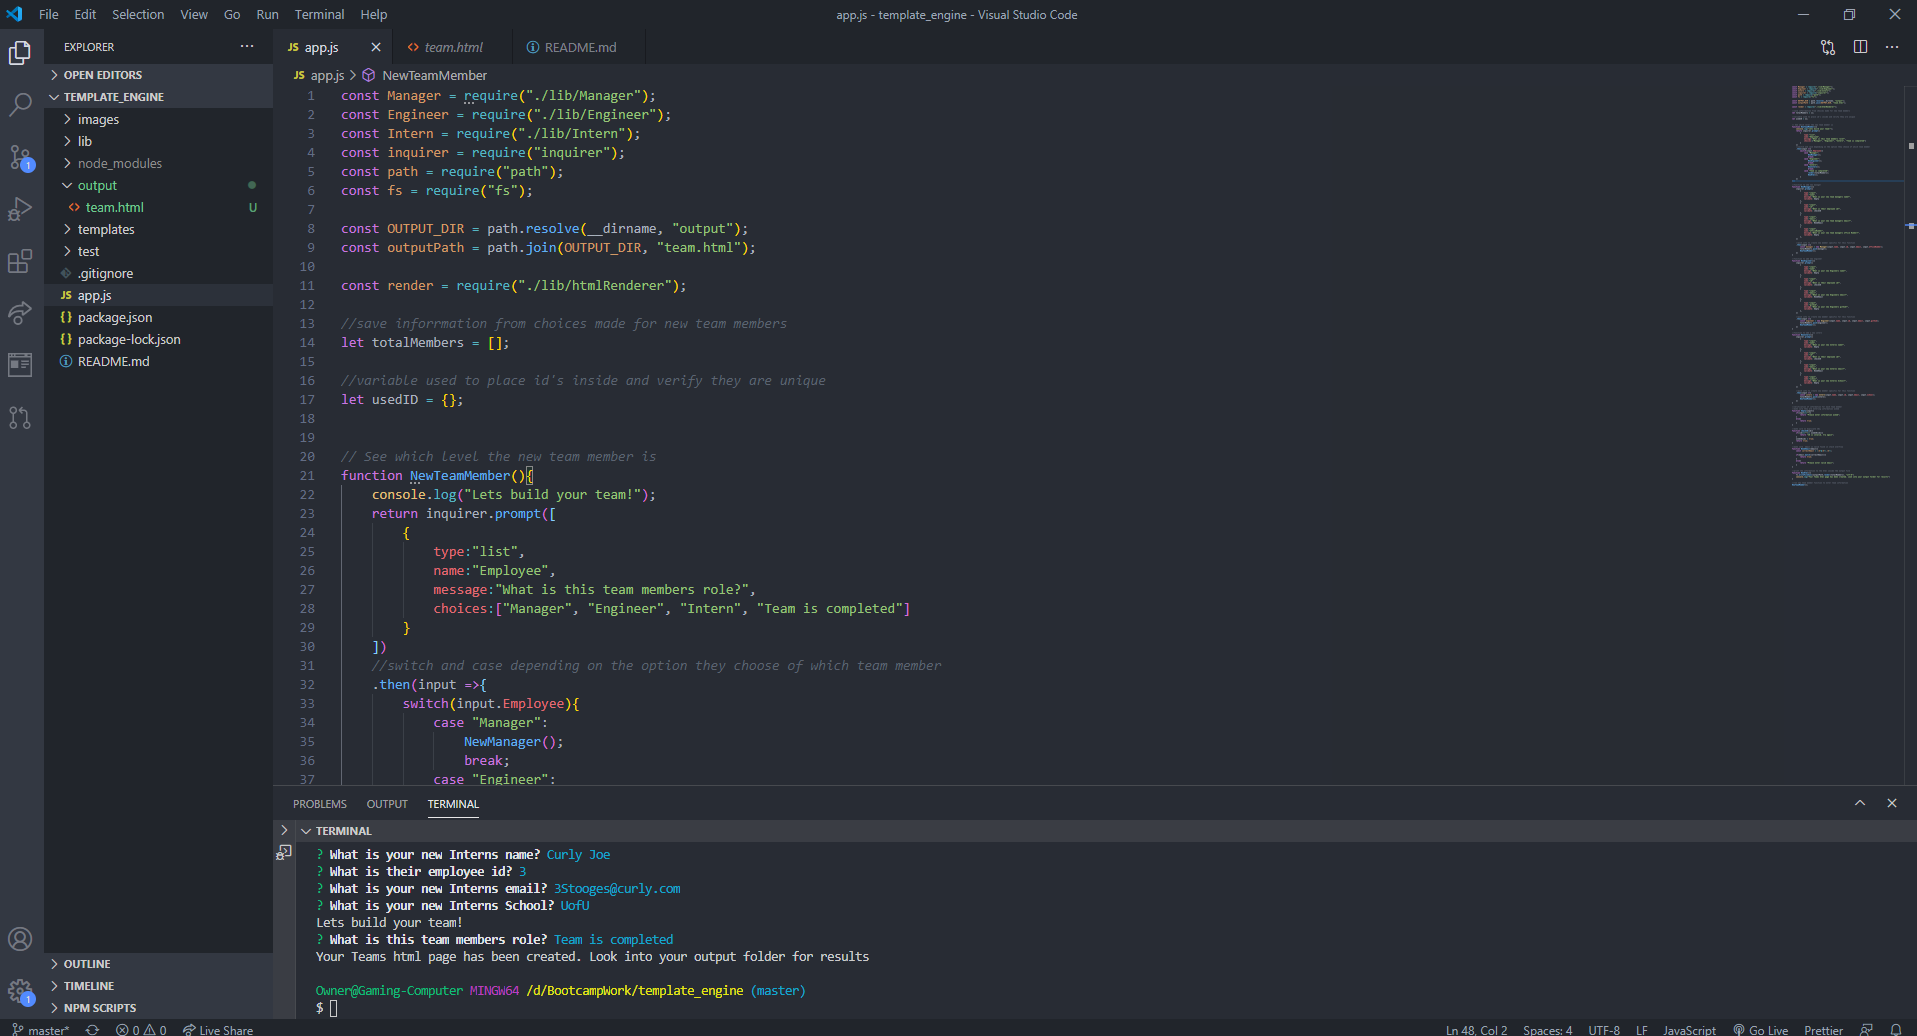 File Edit Selection View Go Run Terminal Help
app.js - template_engine - Visual Studio Code
EXPLORER
OPEN EDITORS
TEMPLATE_ENGINE
images
lib
node_modules
output
team.html U
templates
test
.gitignore
JS app.js
{} package.json
{} package-lock.json
README.md
OUTLINE
TIMELINE
NPM SCRIPTS
1
1
JS app.js
team.html
README.md
JS app.js > NewTeamMember
1 const Manager = require("./lib/Manager");
2 const Engineer = require("./lib/Engineer");
3 const Intern = require("./lib/Intern");
4 const inquirer = require("inquirer");
5 const path = require("path");
6 const fs = require("fs");
7
8 const OUTPUT_DIR = path.resolve(__dirname, "output");
9 const outputPath = path.join(OUTPUT_DIR, "team.html");
10
11 const render = require("./lib/htmlRenderer");
12
13 //save inforrmation from choices made for new team members
14 let totalMembers = [];
15
16 //variable used to place id's inside and verify they are unique
17 let usedID = {};
18
19
20 // See which level the new team member is
21 function NewTeamMember(){
22 console.log("Lets build your team!");
23 return inquirer.prompt([
24 {
25 type:"list",
26 name:"Employee",
27 message:"What is this team members role?",
28 choices:["Manager", "Engineer", "Intern", "Team is completed"]
29 }
30 ])
31 //switch and case depending on the option they choose of which team member
32 .then(input =>{
33 switch(input.Employee){
34 case "Manager":
35 NewManager();
36 break;
37 case "Engineer":
PROBLEMS OUTPUT TERMINAL
TERMINAL
? What is your new Interns name? Curly Joe
? What is their employee id? 3
? What is your new Interns email? 3Stooges@curly.com
? What is your new Interns School? UofU
Lets build your team!
? What is this team members role? Team is completed
Your Teams html page has been created. Look into your output folder for results
Owner@Gaming-Computer MINGW64 /d/BootcampWork/template_engine (master)
$
master* 0 0 Live Share
Ln 48, Col 2 Spaces: 4 UTF-8 LF JavaScript Go Live Prettier